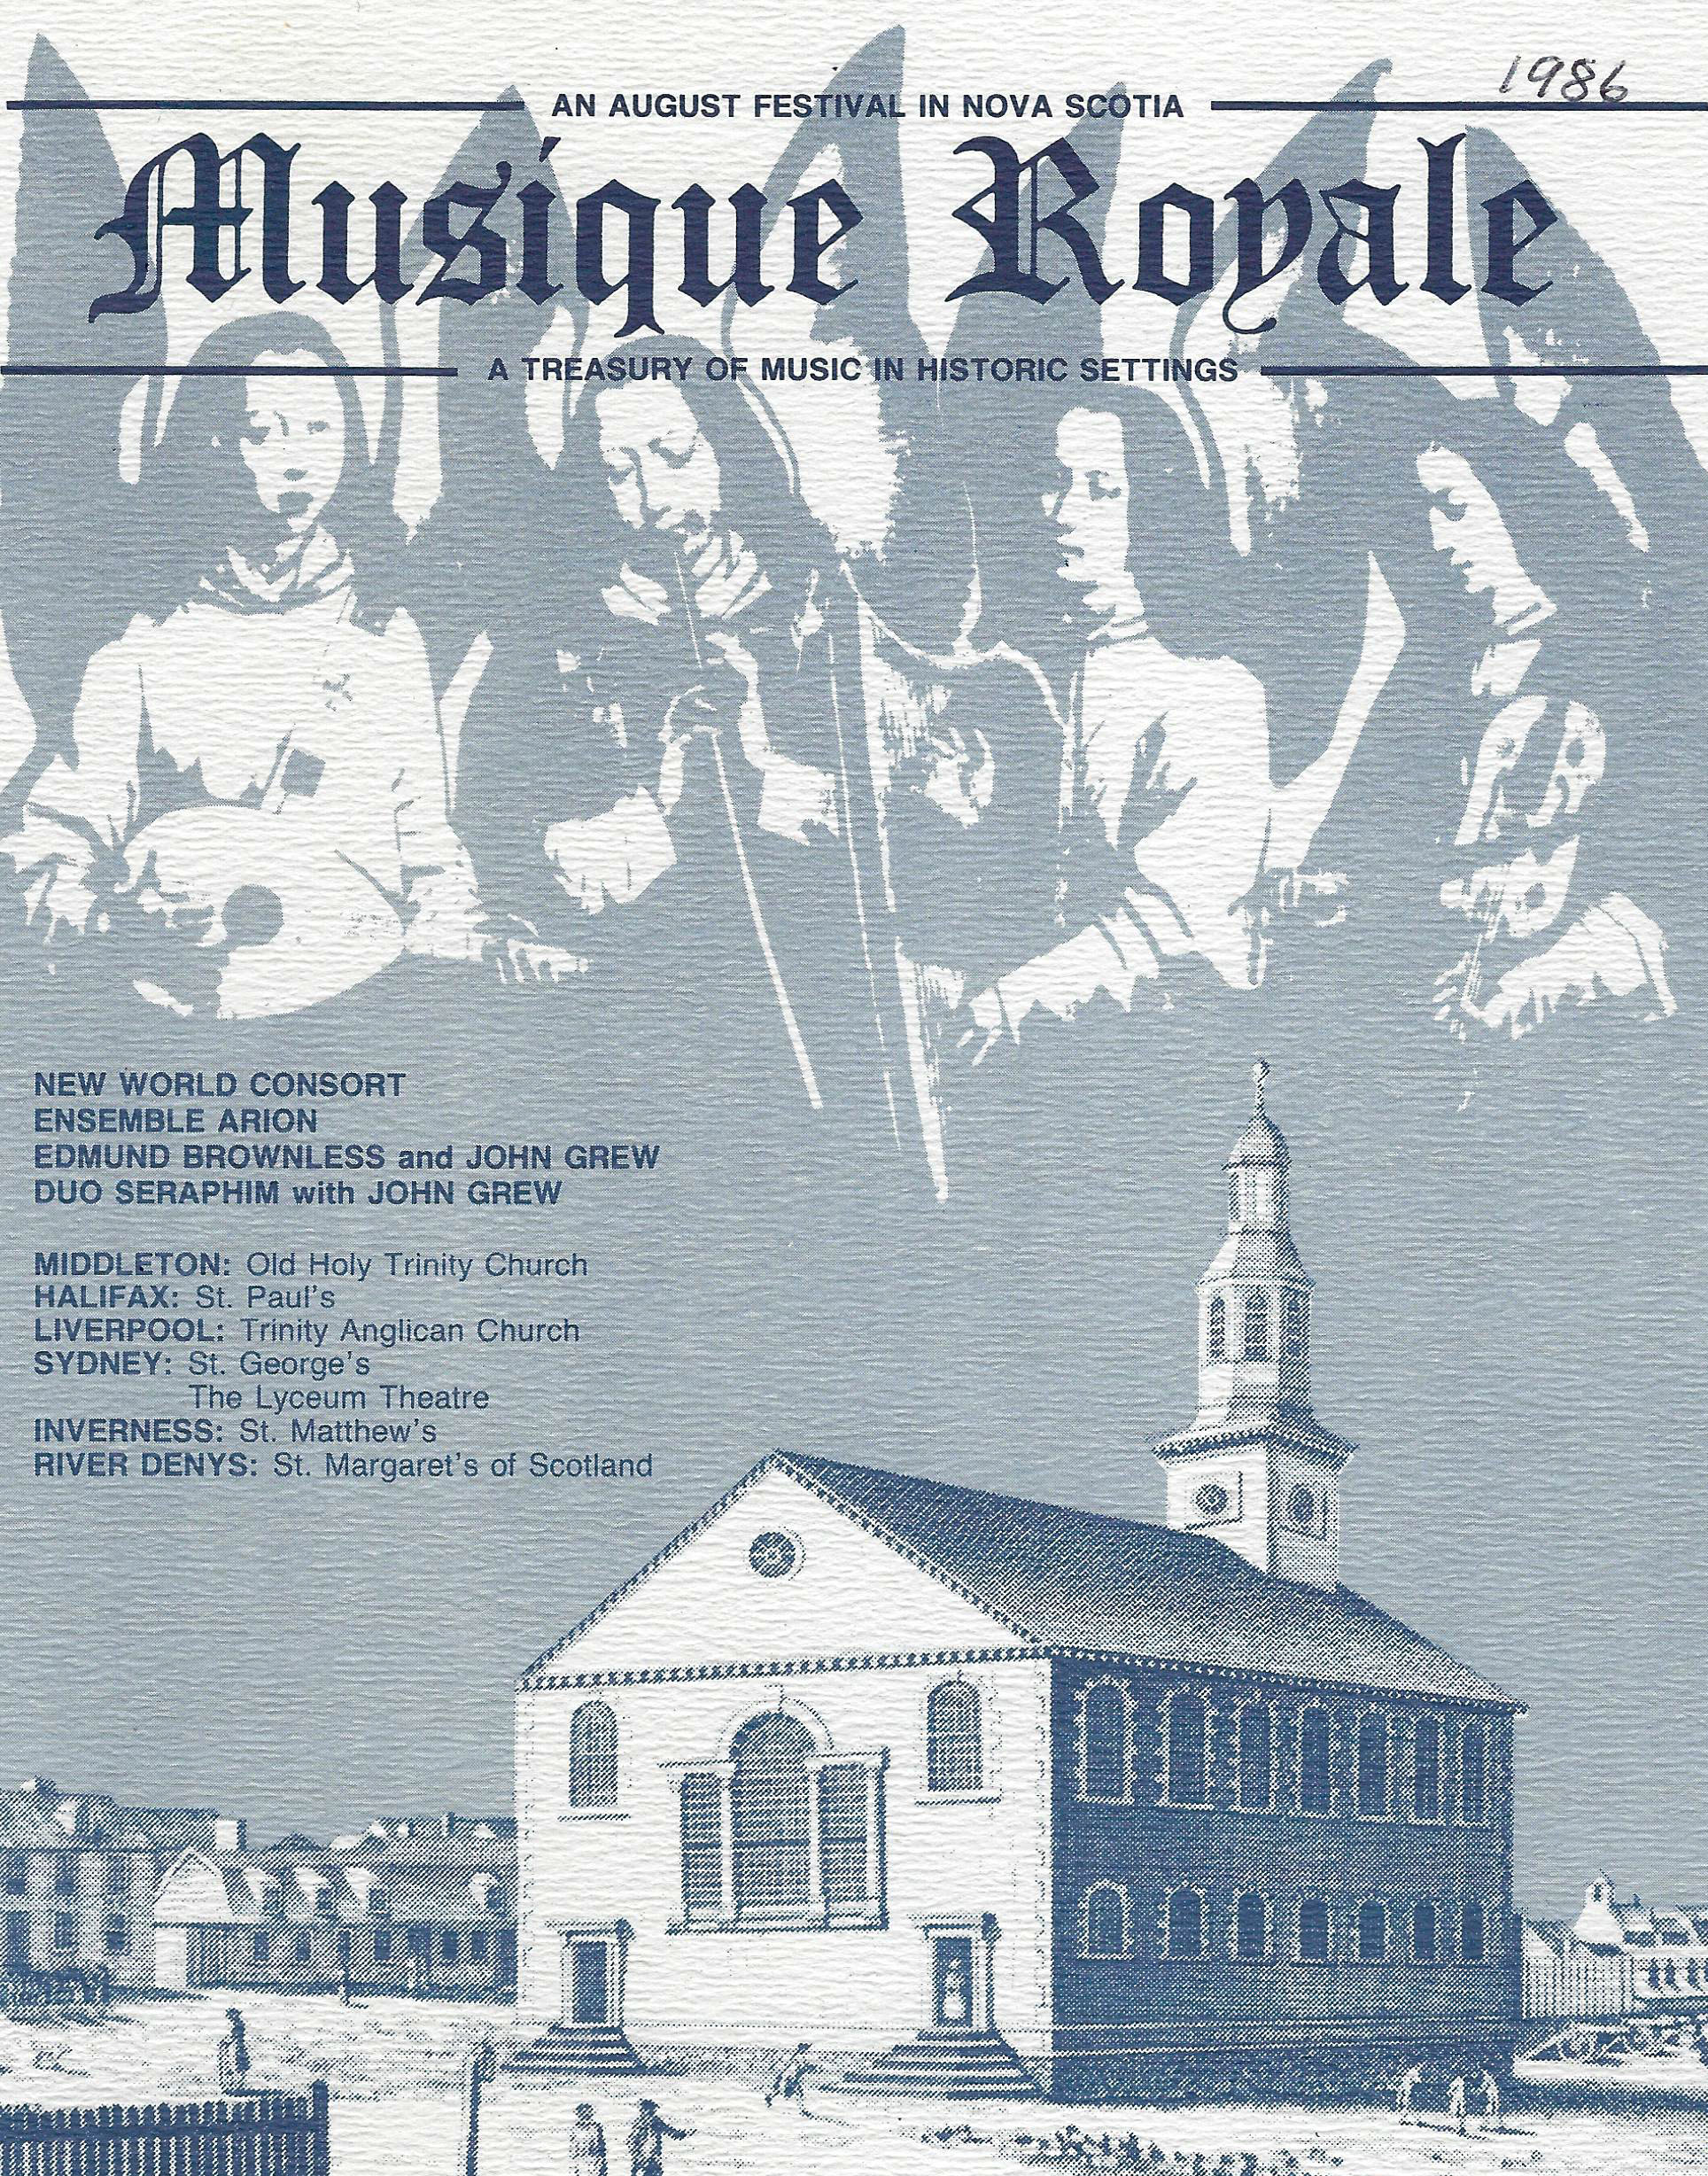 1986
AN AUGUST FESTIVAL IN NOVA SCOTIA
Musique Royale
A TREASURY OF MUSIC IN HISTORIC SETTINGS
NEW WORLD CONSORT
ENSEMBLE ARION
EDMUND BROWNLESS and JOHN GREW
DUO SERAPHIM with JOHN GREW
MIDDLETON: Old Holy Trinity Church
HALIFAX: St. Paul's
LIVERPOOL: Trinity Anglican Church
SYDNEY: St. George's
The Lyceum Theatre
INVERNESS: St. Matthew's
RIVER DENYS: St. Margaret's of Scotland